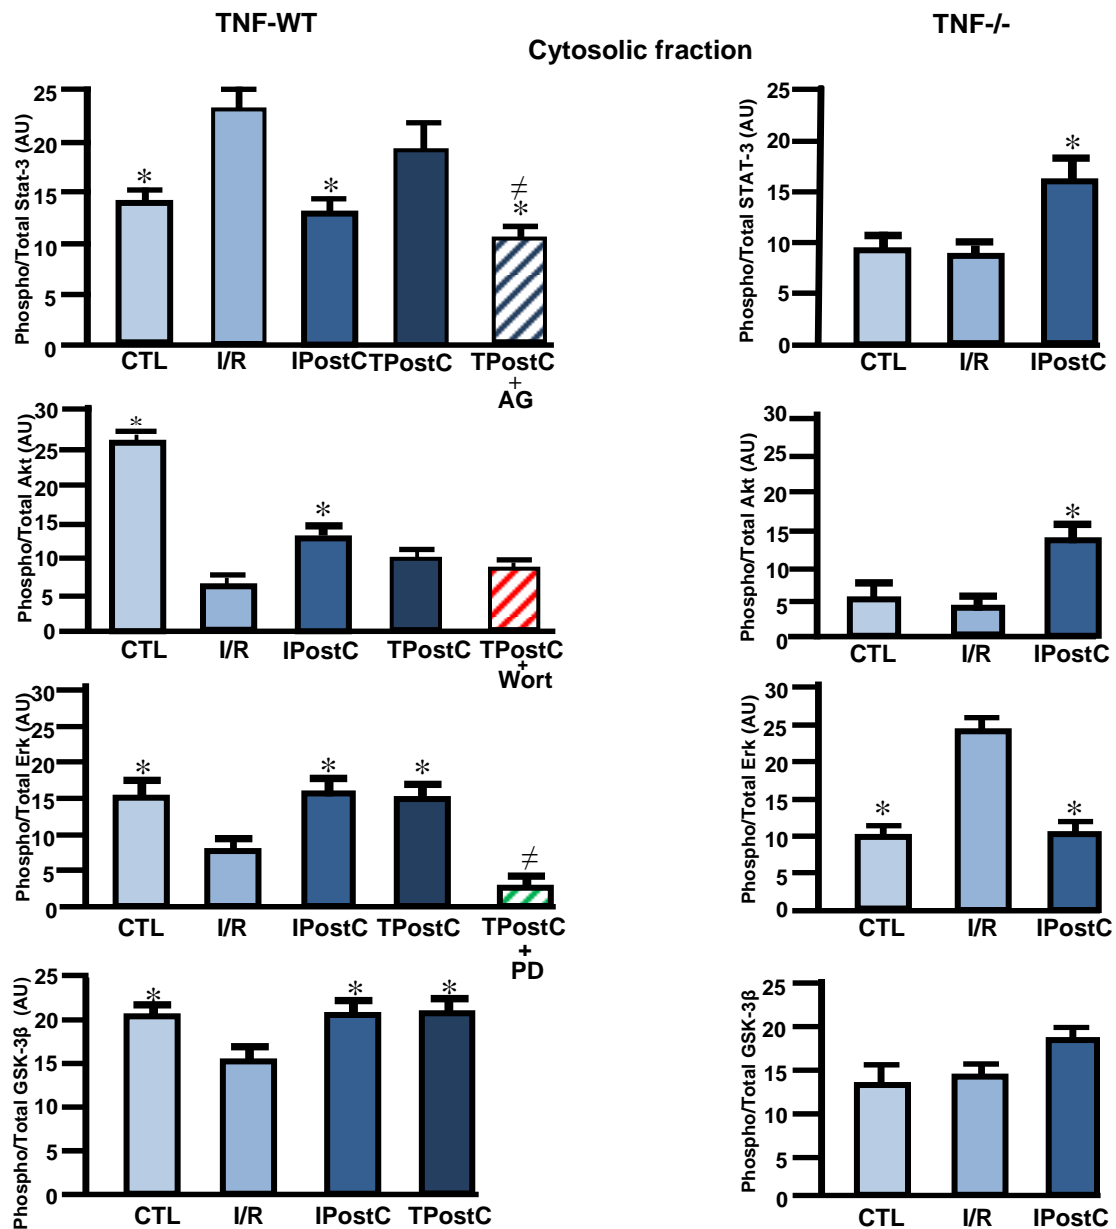 TNF-WT
TNF-/-
Cytosolic fraction
Phospho/Total Stat-3 (AU)
25
20
15
10
5
0
*
*
≠
*
CTL
I/R
IPostC
TPostC
TPostC
+
AG
Phospho/Total STAT-3 (AU)
25
20
15
10
5
0
*
CTL
I/R
IPostC
Phospho/Total Akt (AU)
30
25
20
15
10
5
0
*
*
CTL
I/R
IPostC
TPostC
TPostC
+
Wort
Phospho/Total Akt (AU)
30
25
20
15
10
5
0
*
CTL
I/R
IPostC
Phospho/Total Erk (AU)
30
25
20
15
10
5
0
*
*
*
≠
CTL
I/R
IPostC
TPostC
TPostC
+
PD
Phospho/Total Erk (AU)
30
25
20
15
10
5
0
*
*
CTL
I/R
IPostC
Phospho/Total GSK-3β (AU)
25
20
15
10
5
0
*
*
*
CTL
I/R
IPostC
TPostC
Phospho/Total GSK-3β
25
20
15
10
5
0
CTL
I/R
IPostC